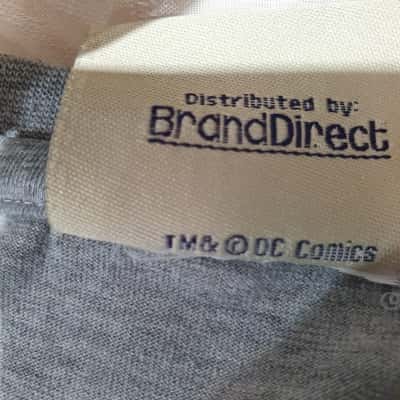 Distributed by:
BrandDirect
TM& © DC Comics